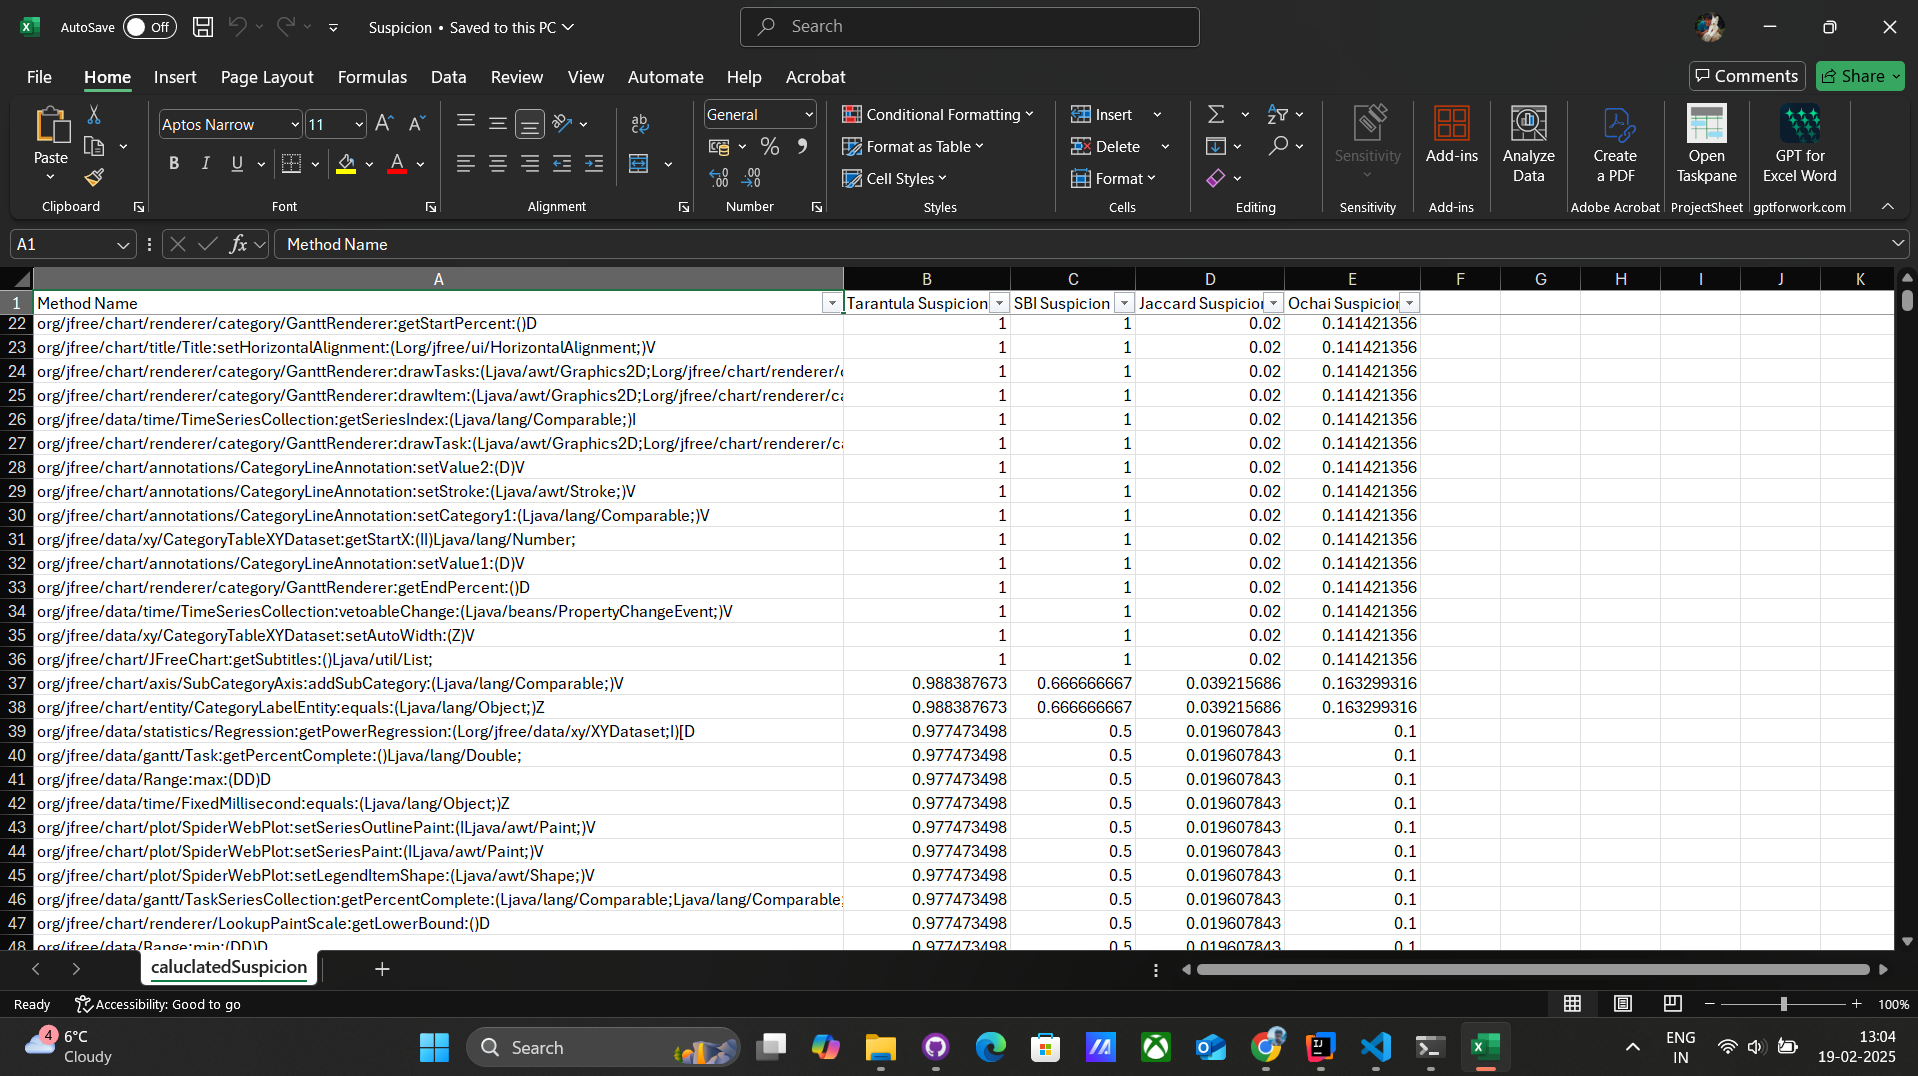 AutoSave Off Suspicion • Saved to this PC Search
File Home Insert Page Layout Formulas Data Review View Automate Help Acrobat Comments Share
Paste
Clipboard
Aptos Narrow 11
B I U
Font
ab
Alignment
General
% 9
Number
Conditional Formatting
Format as Table
Cell Styles
Styles
Insert
Delete
Format
Cells
Editing
Sensitivity
Sensitivity
Add-ins
Add-ins
Analyze
Data
Create
a PDF
Adobe Acrobat
Open
Taskpane
ProjectSheet
GPT for
Excel Word
gptforwork.com
A1 fx Method Name
A B C D E F G H I J K
1 Method Name Tarantula Suspicion SBI Suspicion Jaccard Suspicior Ochai Suspicior
22 org/jfree/chart/renderer/category/GanttRenderer:getStartPercent:()D 1 1 0.02 0.141421356
23 org/jfree/chart/title/Title:setHorizontalAlignment:(Lorg/jfree/ui/HorizontalAlignment;)V 1 1 0.02 0.141421356
24 org/jfree/chart/renderer/category/GanttRenderer:drawTasks:(Ljava/awt/Graphics2D;Lorg/jfree/chart/renderer/c 1 1 0.02 0.141421356
25 org/jfree/chart/renderer/category/GanttRenderer:drawItem:(Ljava/awt/Graphics2D;Lorg/jfree/chart/renderer/ca 1 1 0.02 0.141421356
26 org/jfree/data/time/TimeSeriesCollection:getSeriesIndex:(Ljava/lang/Comparable;)I 1 1 0.02 0.141421356
27 org/jfree/chart/renderer/category/GanttRenderer:drawTask:(Ljava/awt/Graphics2D;Lorg/jfree/chart/renderer/ca 1 1 0.02 0.141421356
28 org/jfree/chart/annotations/CategoryLineAnnotation:setValue2:(D)V 1 1 0.02 0.141421356
29 org/jfree/chart/annotations/CategoryLineAnnotation:setStroke:(Ljava/awt/Stroke;)V 1 1 0.02 0.141421356
30 org/jfree/chart/annotations/CategoryLineAnnotation:setCategory1:(Ljava/lang/Comparable;)V 1 1 0.02 0.141421356
31 org/jfree/data/xy/CategoryTableXYDataset:getStartX:(II)Ljava/lang/Number; 1 1 0.02 0.141421356
32 org/jfree/chart/annotations/CategoryLineAnnotation:setValue1:(D)V 1 1 0.02 0.141421356
33 org/jfree/chart/renderer/category/GanttRenderer:getEndPercent:()D 1 1 0.02 0.141421356
34 org/jfree/data/time/TimeSeriesCollection:vetoableChange:(Ljava/beans/PropertyChangeEvent;)V 1 1 0.02 0.141421356
35 org/jfree/data/xy/CategoryTableXYDataset:setAutoWidth:(Z)V 1 1 0.02 0.141421356
36 org/jfree/chart/JFreeChart:getSubtitles:()Ljava/util/List; 1 1 0.02 0.141421356
37 org/jfree/chart/axis/SubCategoryAxis:addSubCategory:(Ljava/lang/Comparable;)V 0.988387673 0.666666667 0.039215686 0.163299316
38 org/jfree/chart/entity/CategoryLabelEntity:equals:(Ljava/lang/Object;)Z 0.988387673 0.666666667 0.039215686 0.163299316
39 org/jfree/data/statistics/Regression:getPowerRegression:(Lorg/jfree/data/xy/XYDataset;I)[D 0.977473498 0.5 0.019607843 0.1
40 org/jfree/data/gantt/Task:getPercentComplete:()Ljava/lang/Double; 0.977473498 0.5 0.019607843 0.1
41 org/jfree/data/Range:max:(DD)D 0.977473498 0.5 0.019607843 0.1
42 org/jfree/data/time/FixedMillisecond:equals:(Ljava/lang/Object;)Z 0.977473498 0.5 0.019607843 0.1
43 org/jfree/chart/plot/SpiderWebPlot:setSeriesOutlinePaint:(ILjava/awt/Paint;)V 0.977473498 0.5 0.019607843 0.1
44 org/jfree/chart/plot/SpiderWebPlot:setSeriesPaint:(ILjava/awt/Paint;)V 0.977473498 0.5 0.019607843 0.1
45 org/jfree/chart/plot/SpiderWebPlot:setLegendItemShape:(Ljava/awt/Shape;)V 0.977473498 0.5 0.019607843 0.1
46 org/jfree/data/gantt/TaskSeriesCollection:getPercentComplete:(Ljava/lang/Comparable;Ljava/lang/Comparable; 0.977473498 0.5 0.019607843 0.1
47 org/jfree/chart/renderer/LookupPaintScale:getLowerBound:()D 0.977473498 0.5 0.019607843 0.1
48 org/jfree/data/Range:min:(DD)D 0.977473498 0.5 0.019607843 0.1
caluclatedSuspicion
Ready Accessibility: Good to go 100%
4 6°C
Cloudy
Search
ENG
IN
13:04
19-02-2025